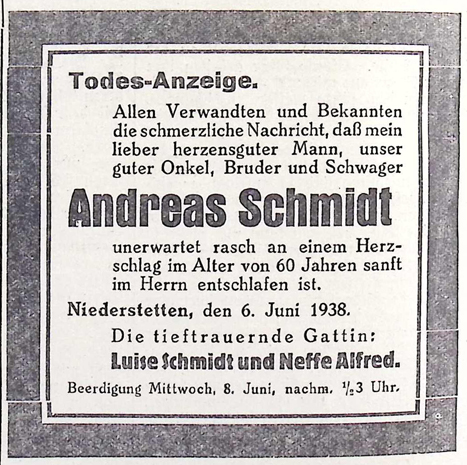 Todes-Anzeige.
Allen Verwandten und Bekannten
die schmerzliche Nachricht, daß mein
lieber herzensguter Mann, unser
guter Onkel, Bruder und Schwager
Andreas Schmidt
unerwartet rasch an einem Herz-
schlag im Alter von 60 Jahren sanft
im Herrn entschlafen ist.
Niederstetten, den 6. Juni 1938.
Die tieftrauernde Gattin:
Luise Schmidt und Neffe Alfred.
Beerdigung Mittwoch, 8. Juni, nachm. ½3 Uhr.